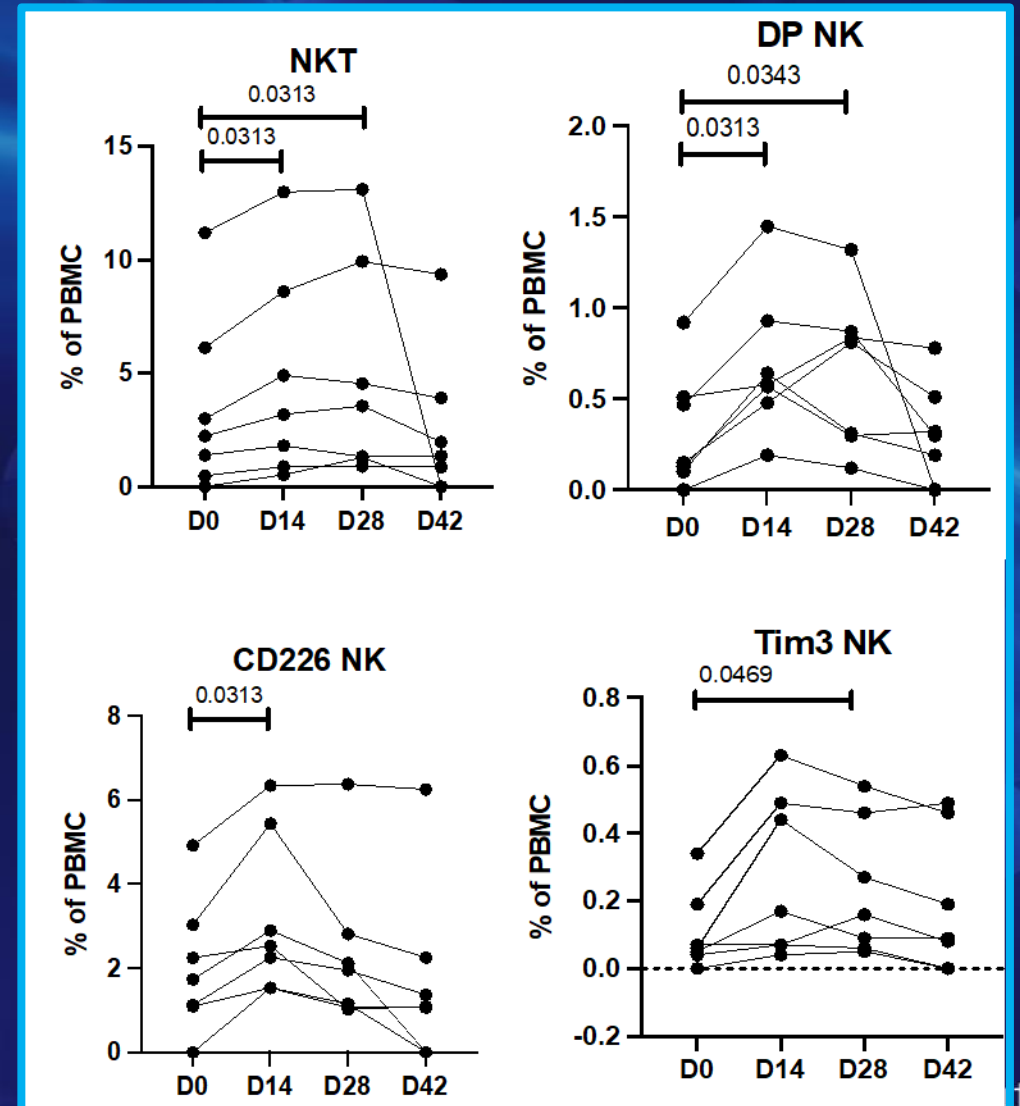 NKT
0.0313
0.0313
15
10
5
0
% of PBMC
D0 D14 D28 D42
DP NK
0.0343
0.0313
2.0
1.5
1.0
0.5
0.0
% of PBMC
D0 D14 D28 D42
CD226 NK
0.0313
8
6
4
2
0
% of PBMC
D0 D14 D28 D42
Tim3 NK
0.0469
0.8
0.6
0.4
0.2
0.0
-0.2
% of PBMC
D0 D14 D28 D42